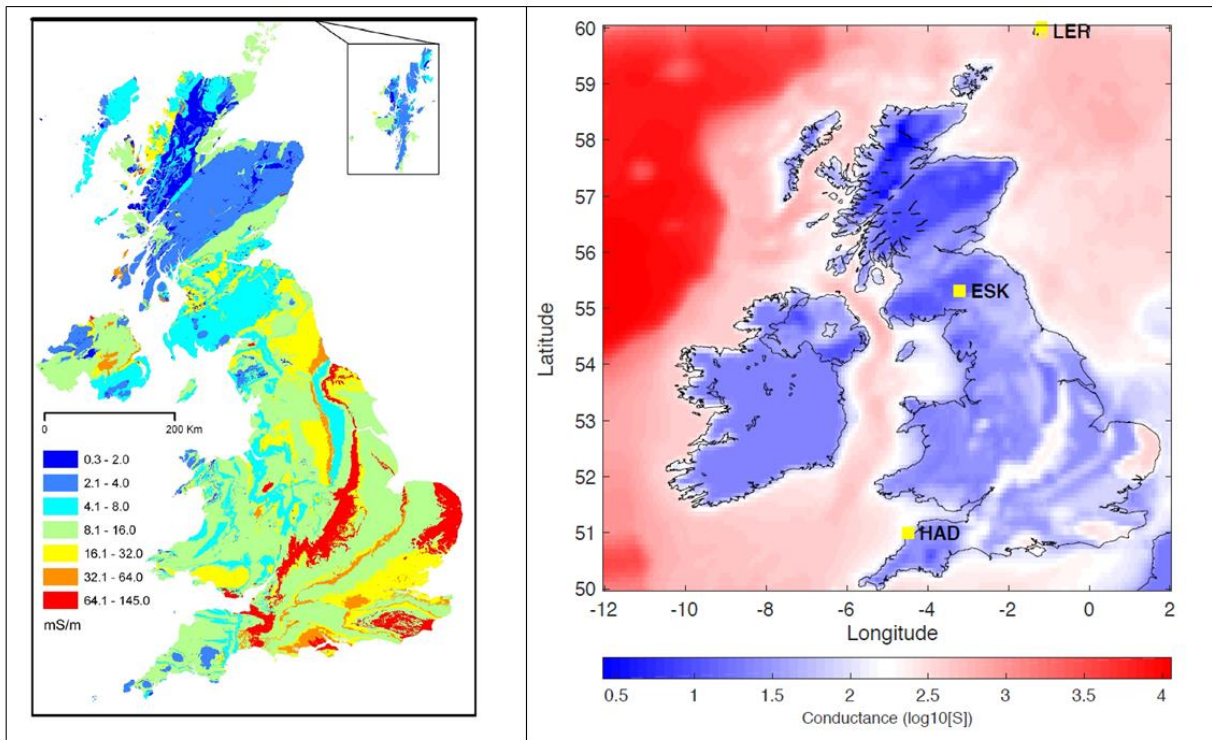 0
200 Km
0.3 - 2.0
2.1 - 4.0
4.1 - 8.0
8.1 - 16.0
16.1 - 32.0
32.1 - 64.0
64.1 - 145.0
mS/m
60
59
58
57
56
55
54
53
52
51
50
Latitude
LER
ESK
HAD
-12
-10
-8
-6
-4
-2
0
2
Longitude
0.5
1
1.5
2
2.5
3
3.5
4
Conductance (log10[S])